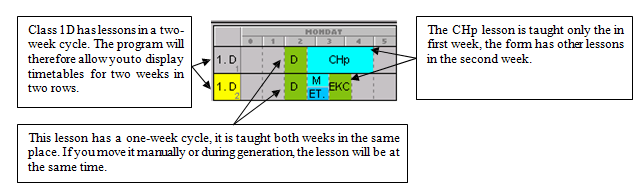 Class 1D has lessons in a two-
week cycle. The program will
therefore allow you to display
timetables for two weeks in
two rows.
MONDAY
0 1 2 3 4 5
1. D 1 D CHp
1. D 2 D M EKC
ET.
The CHp lesson is taught only the in
first week, the form has other lessons
in the second week.
This lesson has a one-week cycle, it is taught both weeks in the same
place. If you move it manually or during generation, the lesson will be at
the same time.